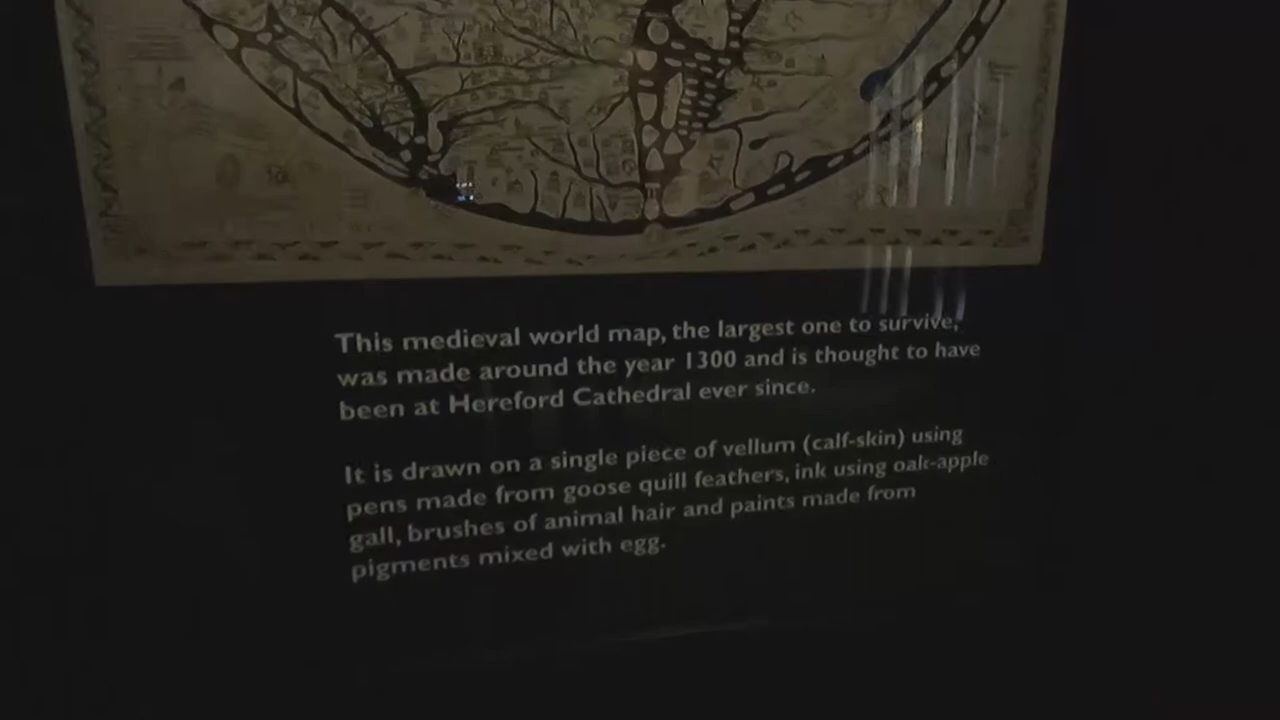 This medieval world map, the largest one to survive,
was made around the year 1300 and is thought to have
been at Hereford Cathedral ever since.
It is drawn on a single piece of vellum (calf-skin) using
pens made from goose quill feathers, ink using oak-apple
gall, brushes of animal hair and paints made from
pigments mixed with egg.